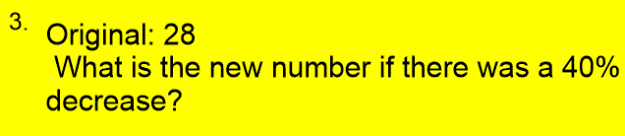 3.
Original: 28
What is the new number if there was a 40%
decrease?